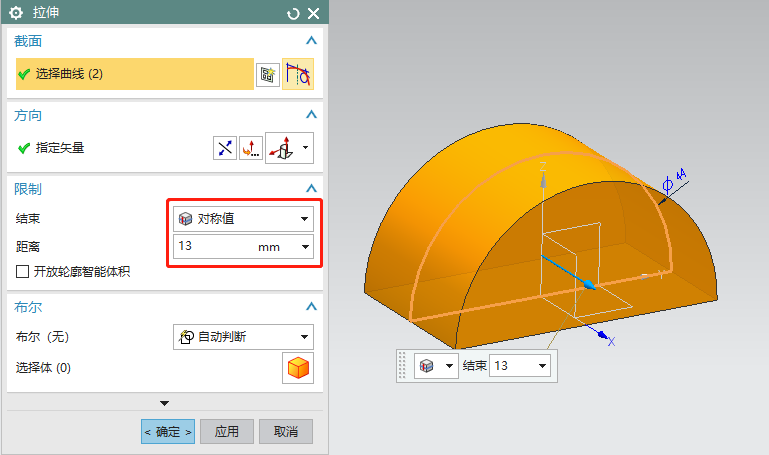 拉伸
截面
选择曲线 (2)
方向
指定矢量
限制
结束 对称值
距离 13 mm
开放轮廓智能体积
布尔
布尔（无） 自动判断
选择体 (0)
< 确定 > 应用 取消
X
结束 13